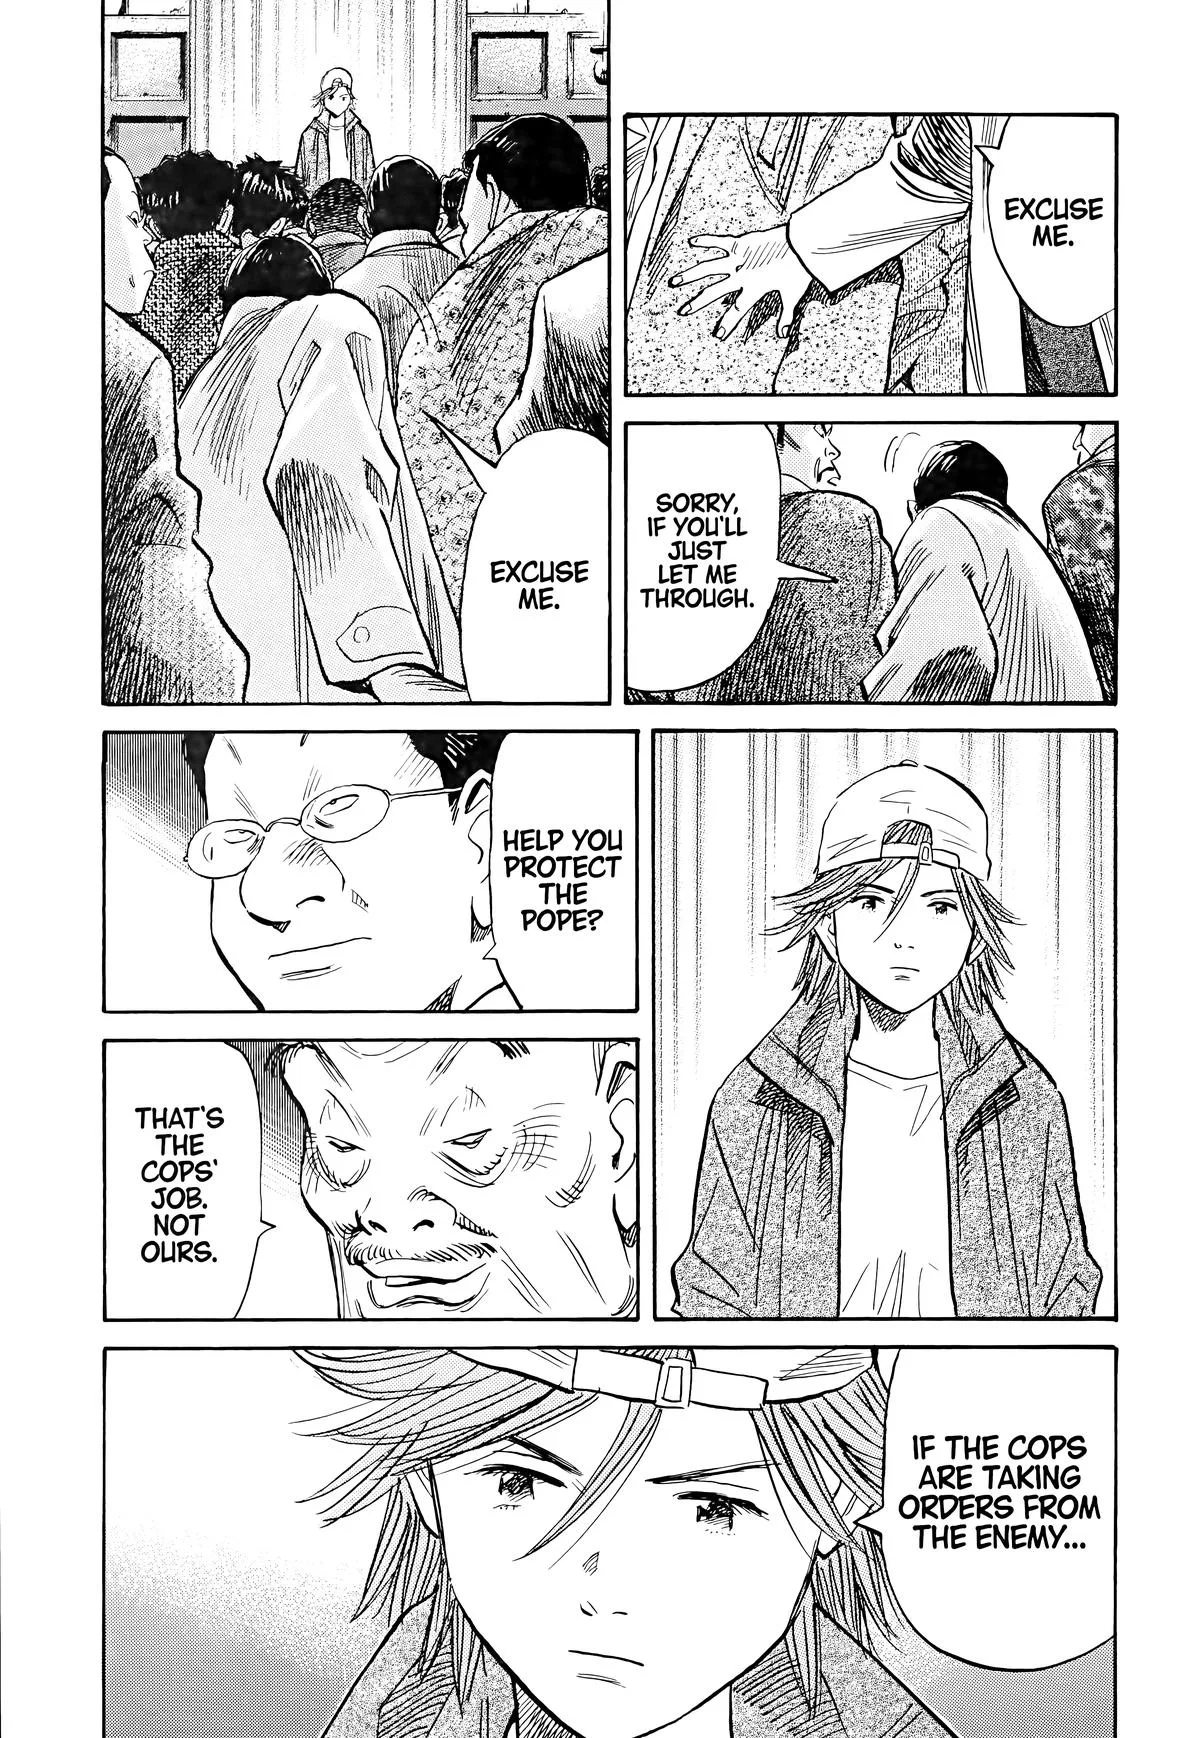 EXCUSE
ME.
SORRY,
IF YOU'LL
JUST
LET ME
THROUGH.
EXCUSE
ME.
HELP YOU
PROTECT
THE
POPE?
THAT'S
THE
COPS'
JOB.
NOT
OURS.
IF THE COPS
ARE TAKING
ORDERS FROM
THE ENEMY...